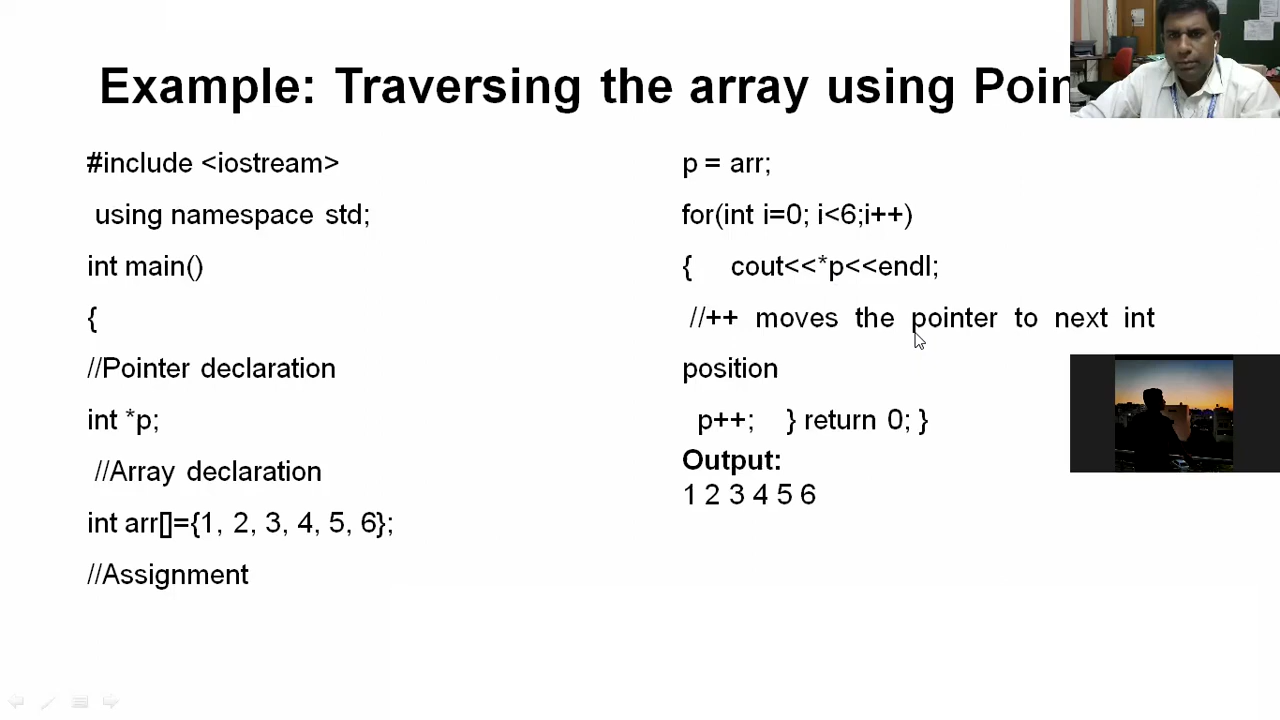 Example: Traversing the array using Poin
#include <iostream>
using namespace std;
int main()
{
//Pointer declaration
int *p;
//Array declaration
int arr[]={1, 2, 3, 4, 5, 6};
//Assignment
p = arr;
for(int i=0; i<6;i++)
{ cout<<*p<<endl;
//++ moves the pointer to next int
position
p++; } return 0; }
Output:
1 2 3 4 5 6